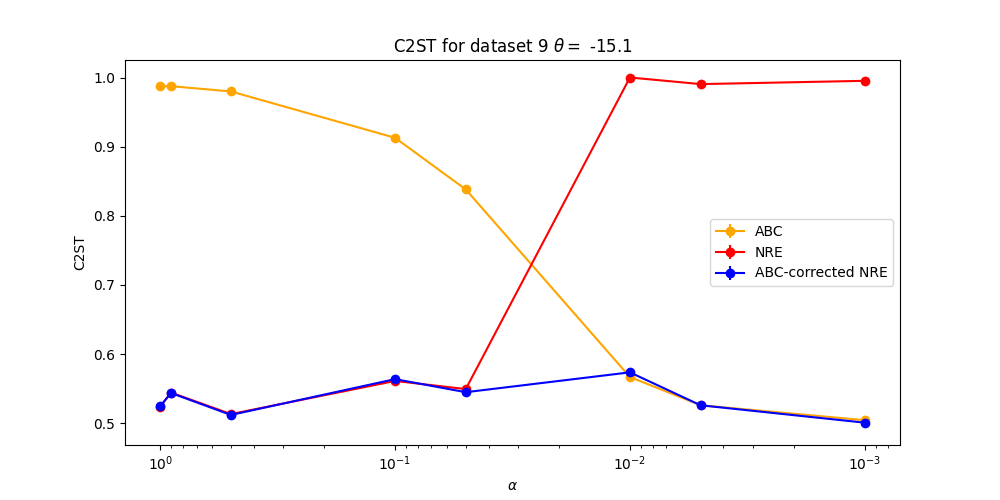 C2ST for dataset 9 θ = -15.1
1.0
0.9
0.8
0.7
0.6
0.5
C2ST
ABC
NRE
ABC-corrected NRE
10⁰
10⁻¹
10⁻²
10⁻³
α